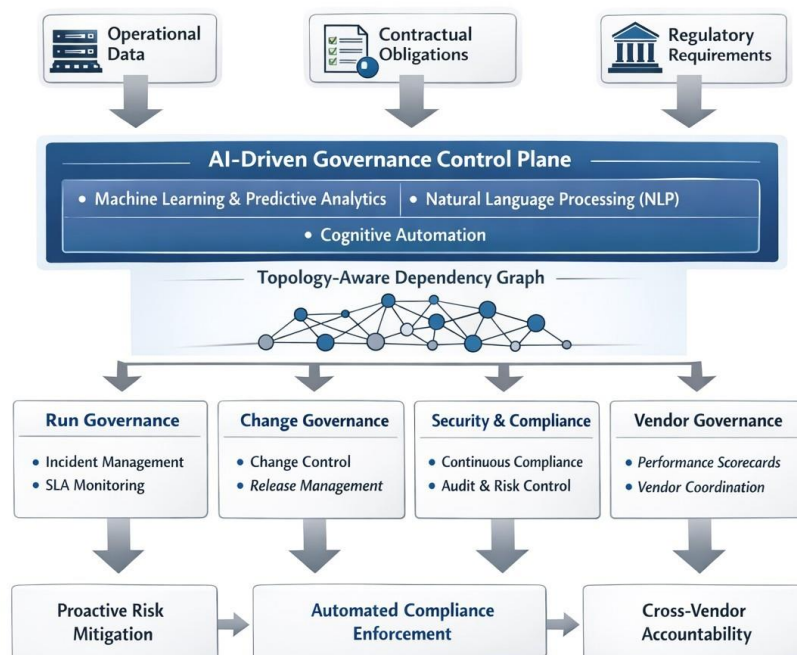 Operational
Data
Contractual
Obligations
Regulatory
Requirements
AI-Driven Governance Control Plane
• Machine Learning & Predictive Analytics
• Natural Language Processing (NLP)
• Cognitive Automation
Topology-Aware Dependency Graph
Run Governance
• Incident Management
• SLA Monitoring
Change Governance
• Change Control
• Release Management
Security & Compliance
• Continuous Compliance
• Audit & Risk Control
Vendor Governance
• Performance Scorecards
• Vendor Coordination
Proactive Risk
Mitigation
Automated Compliance
Enforcement
Cross-Vendor
Accountability